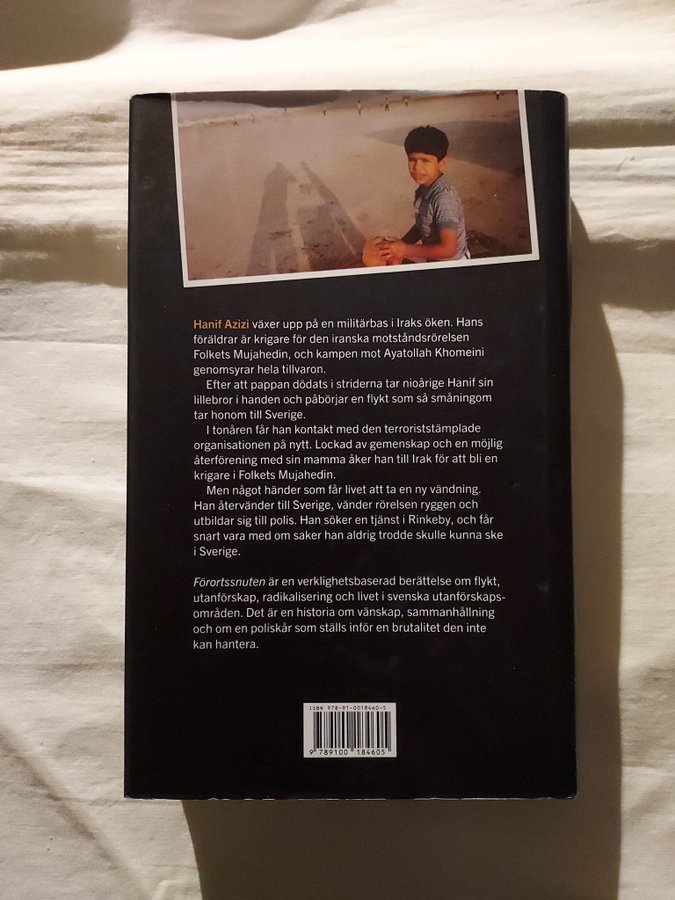 Hanif Azizi växer upp på en militärbas i Iraks öken. Hans
föräldrar är krigare för den iranska motståndsrörelsen
Folkets Mujahedin, och kampen mot Ayatollah Khomeini
genomsyrar hela tillvaron.
Efter att pappan dödats i striderna tar nioårige Hanif sin
lillebror i handen och påbörjar en flykt som så småningom
tar honom till Sverige.
I tonåren får han kontakt med den terroriststämplade
organisationen på nytt. Lockad av gemenskap och en möjlig
återförening med sin mamma åker han till Irak för att bli en
krigare i Folkets Mujahedin.
Men något händer som får livet att ta en ny vändning.
Han återvänder till Sverige, vänder rörelsen ryggen och
utbildar sig till polis. Han söker en tjänst i Rinkeby, och får
snart vara med om saker han aldrig trodde skulle kunna ske
i Sverige.
Förortssnuten är en verklighetsbaserad berättelse om flykt,
utanförskap, radikalisering och livet i svenska utanförskaps-
områden. Det är en historia om vänskap, sammanhållning
och om en poliskår som ställs inför en brutalitet den inte
kan hantera.
ISBN 978-91-0018460-5
9 789100 184605